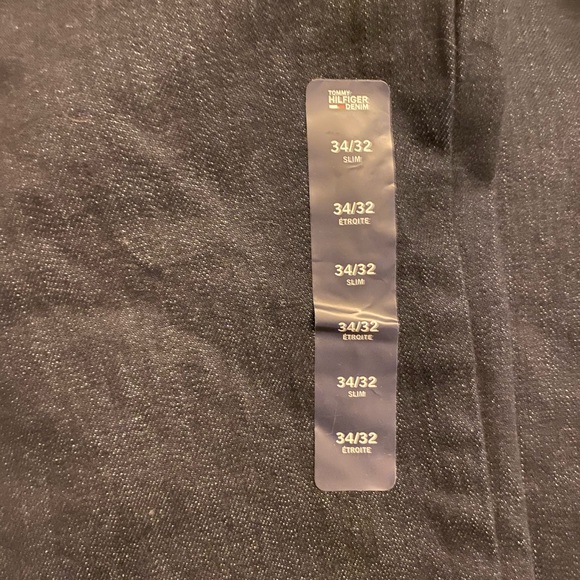 TOMMY
HILFIGER
DENIM
34/32
SLIM
34/32
ÉTROITE
34/32
SLIM
34/32
ÉTROITE
34/32
SLIM
34/32
ÉTROITE